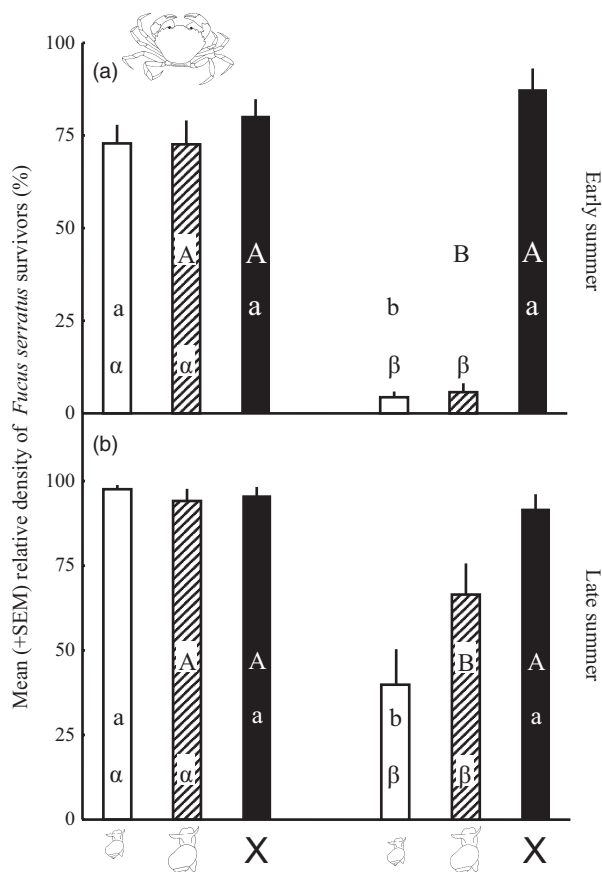 100
(a)
75
A
A
B
A
50
a
a
b
a
25
α
α
β
β
0
Early summer
Mean (+SEM) relative density of Fucus serratus survivors (%)
(b)
100
75
A
A
B
A
50
a
a
b
a
25
α
α
β
β
0
Late summer
X
X